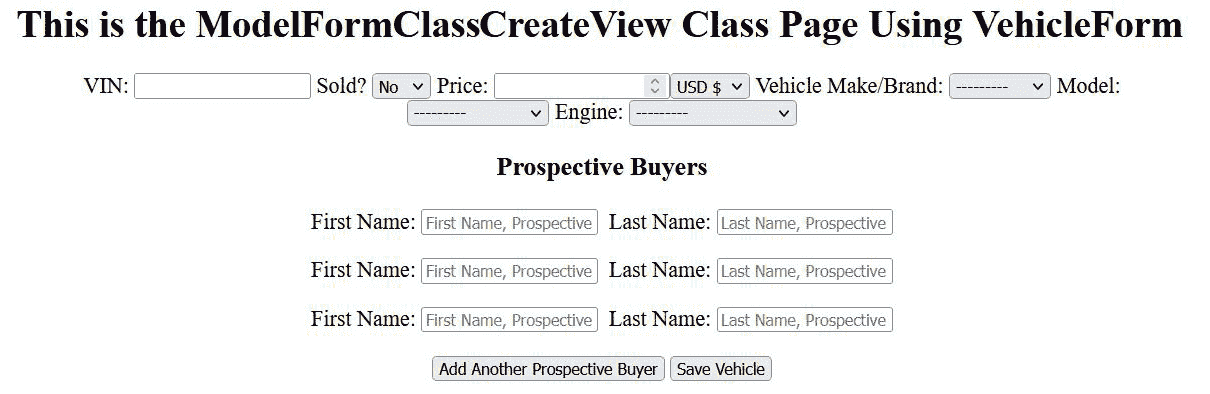 This is the ModelFormClassCreateView Class Page Using VehicleForm
VIN: Sold? No Price: USD $ Vehicle Make/Brand: --------- Model:
--------- Engine: ---------
Prospective Buyers
First Name: First Name, Prospective Last Name: Last Name, Prospective
First Name: First Name, Prospective Last Name: Last Name, Prospective
First Name: First Name, Prospective Last Name: Last Name, Prospective
Add Another Prospective Buyer Save Vehicle